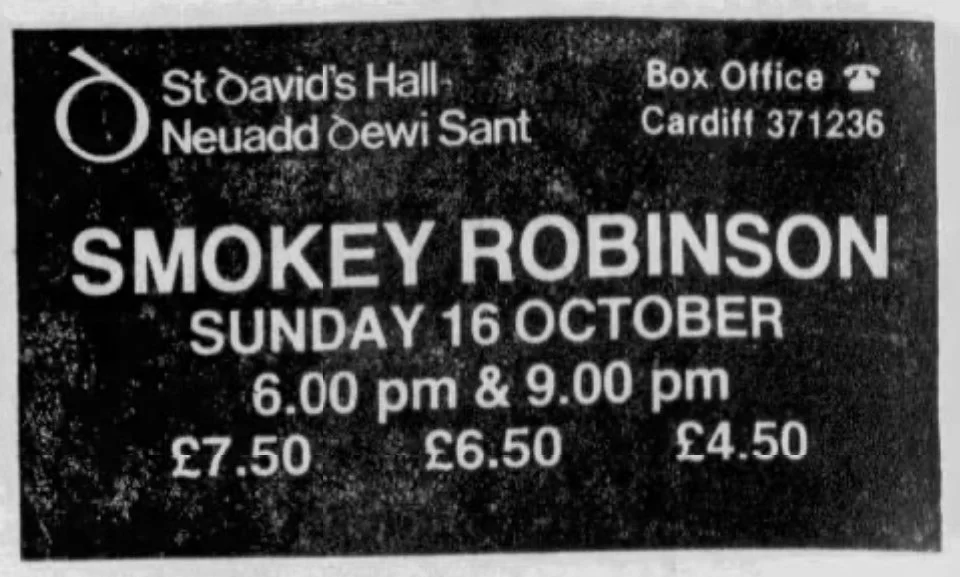 St David's Hall
Neuadd Dewi Sant
Box Office ☎
Cardiff 371236
SMOKEY ROBINSON
SUNDAY 16 OCTOBER
6.00 pm & 9.00 pm
£7.50 £6.50 £4.50